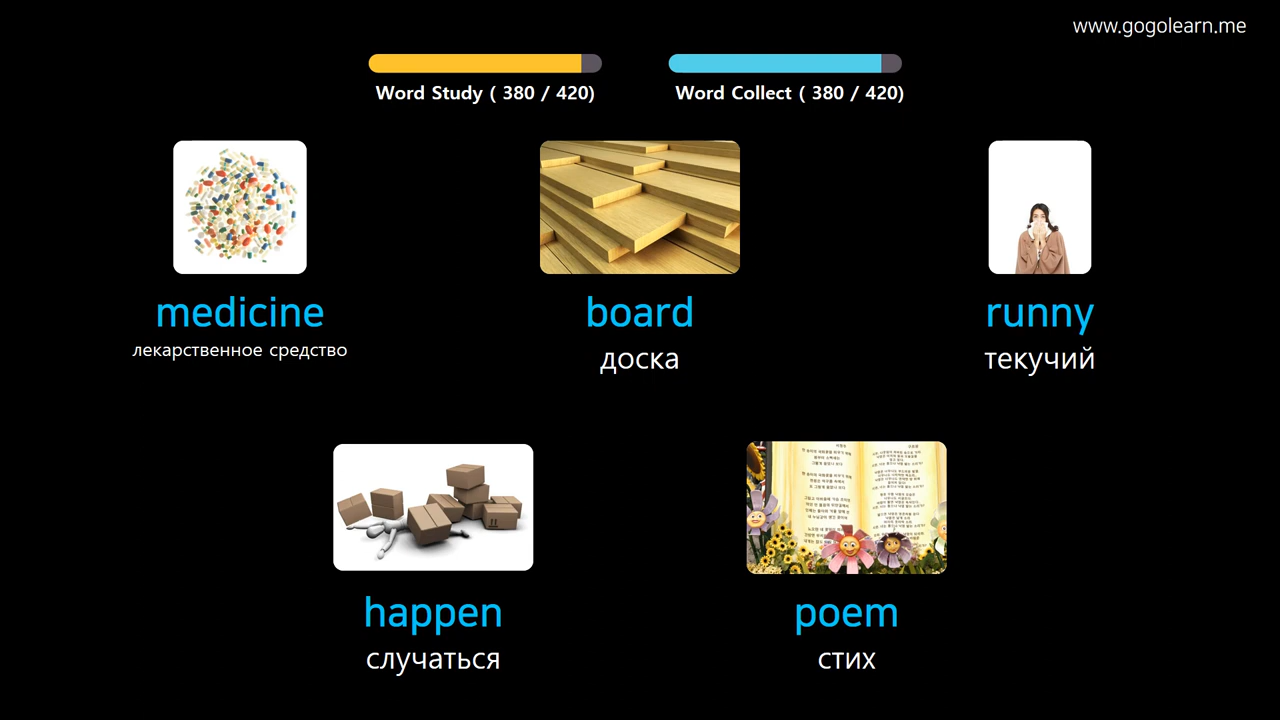 www.gogolearn.me
Word Study ( 380 / 420)
Word Collect ( 380 / 420)
medicine
лекарственное средство
board
доска
runny
текучий
happen
случаться
poem
стих